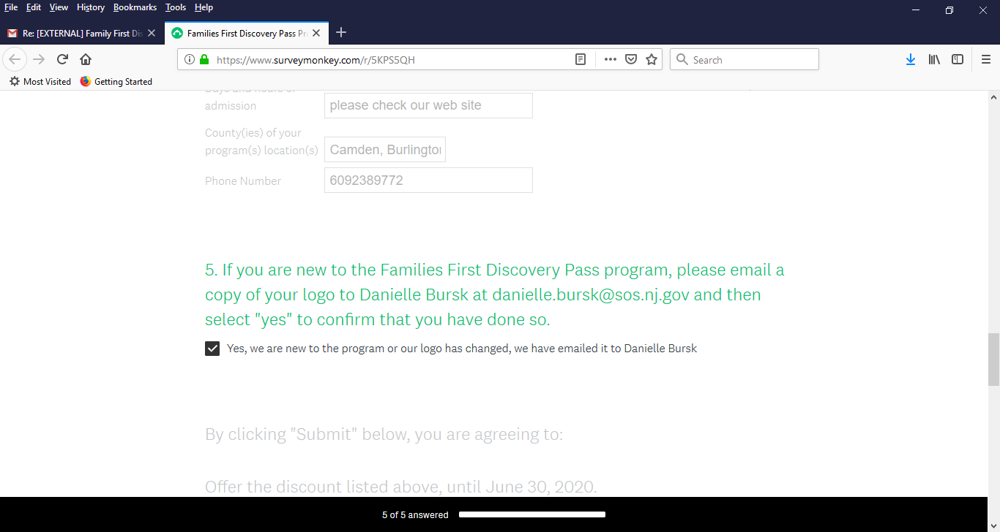 File Edit View History Bookmarks Tools Help
Re: [EXTERNAL] Family First Dis
Families First Discovery Pass Pr
https://www.surveymonkey.com/r/5KPS5QH
Search
Most Visited Getting Started
Days and hours of
admission
please check our web site
County(ies) of your
program(s) location(s)
Camden, Burlington
Phone Number
6092389772
5. If you are new to the Families First Discovery Pass program, please email a
copy of your logo to Danielle Bursk at danielle.bursk@sos.nj.gov and then
select "yes" to confirm that you have done so.
Yes, we are new to the program or our logo has changed, we have emailed it to Danielle Bursk
By clicking "Submit" below, you are agreeing to:
Offer the discount listed above, until June 30, 2020.
5 of 5 answered